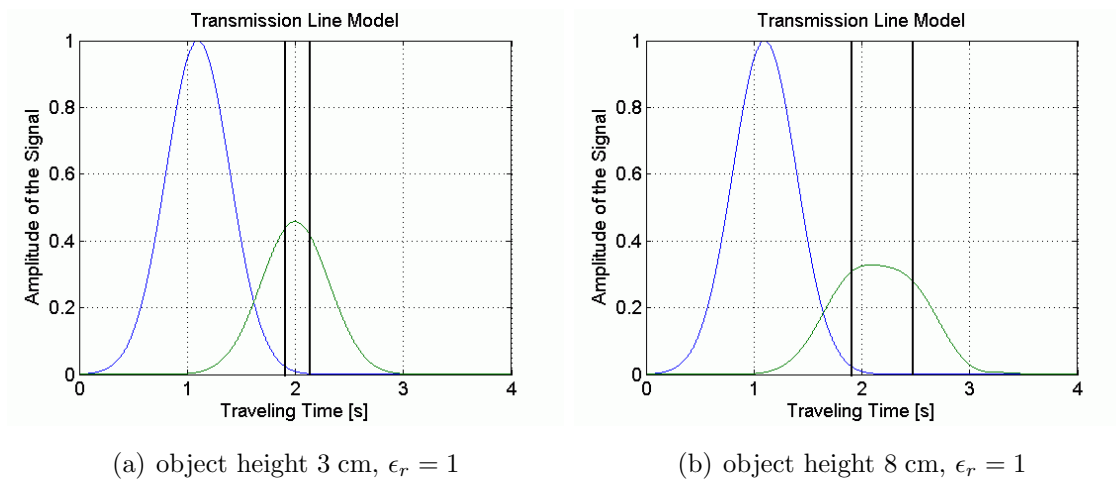 Transmission Line Model
1
0.8
0.6
0.4
0.2
0
0 1 2 3 4
Amplitude of the Signal
Traveling Time [s]
(a) object height 3 cm, ϵr = 1
Transmission Line Model
1
0.8
0.6
0.4
0.2
0
0 1 2 3 4
Amplitude of the Signal
Traveling Time [s]
(b) object height 8 cm, ϵr = 1